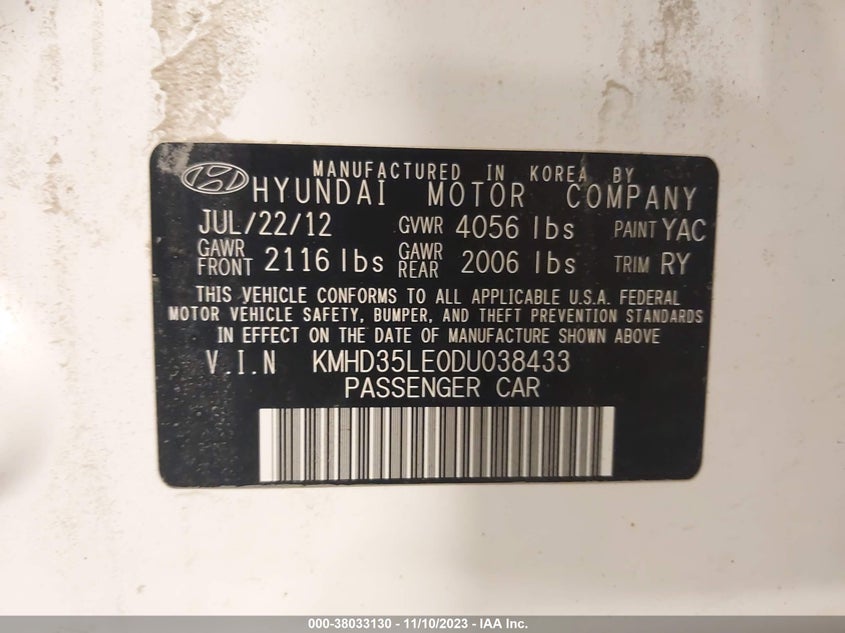 MANUFACTURED IN KOREA BY
HYUNDAI MOTOR COMPANY
JUL/22/12 GVWR 4056 lbs PAINT YAC
GAWR FRONT 2116 lbs GAWR REAR 2006 lbs TRIM RY
THIS VEHICLE CONFORMS TO ALL APPLICABLE U.S.A. FEDERAL
MOTOR VEHICLE SAFETY, BUMPER, AND THEFT PREVENTION STANDARDS
IN EFFECT ON THE DATE OF MANUFACTURE SHOWN ABOVE
V.I.N KMHD35LE0DU038433
PASSENGER CAR
000-38033130 - 11/10/2023 - IAA Inc.